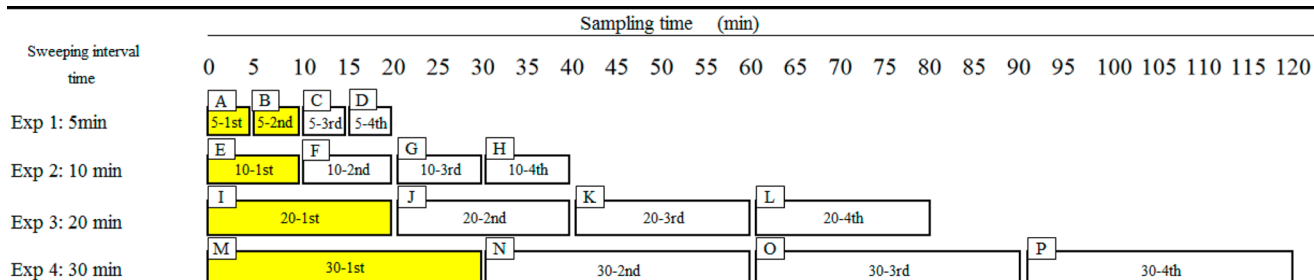 Sampling time (min)
Sweeping interval
time
0 5 10 15 20 25 30 35 40 45 50 55 60 65 70 75 80 85 90 95 100 105 110 115 120
A B C D
Exp 1: 5min 5-1st 5-2nd 5-3rd 5-4th
E F G H
Exp 2: 10 min 10-1st 10-2nd 10-3rd 10-4th
I J K L
Exp 3: 20 min 20-1st 20-2nd 20-3rd 20-4th
M N O P
Exp 4: 30 min 30-1st 30-2nd 30-3rd 30-4th